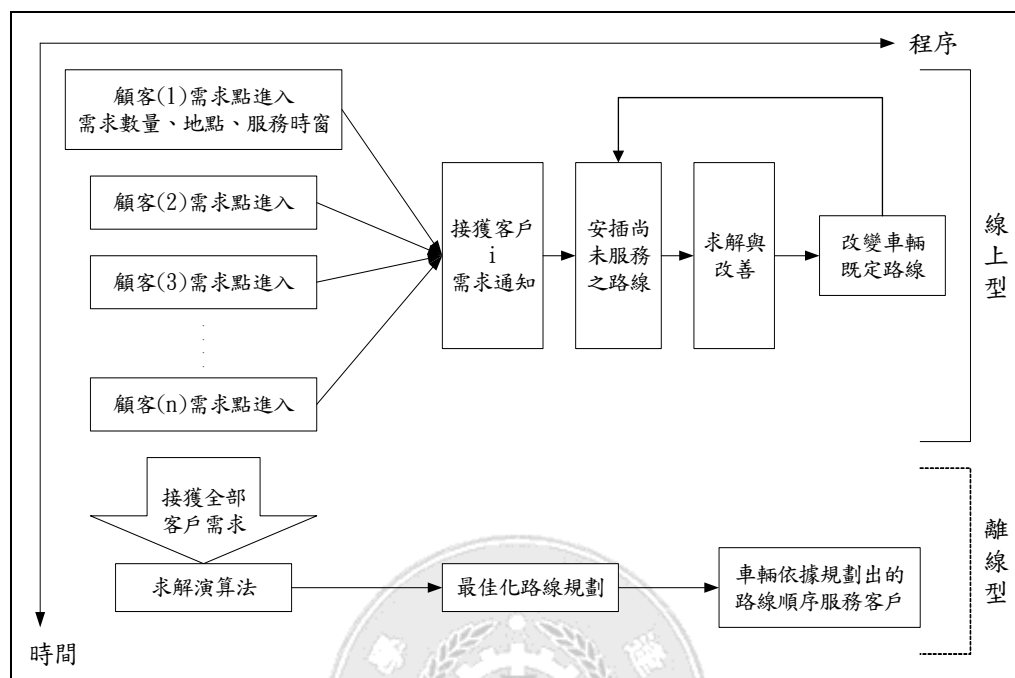 程序
顧客(1)需求點進入
需求數量、地點、服務時窗
顧客(2)需求點進入
顧客(3)需求點進入
顧客(n)需求點進入
接獲客戶
i
需求通知
安插尚
未服務
之路線
求解與
改善
改變車輛
既定路線
線上型
接獲全部
客戶需求
求解演算法
最佳化路線規劃
車輛依據規劃出的
路線順序服務客戶
離線型
時間